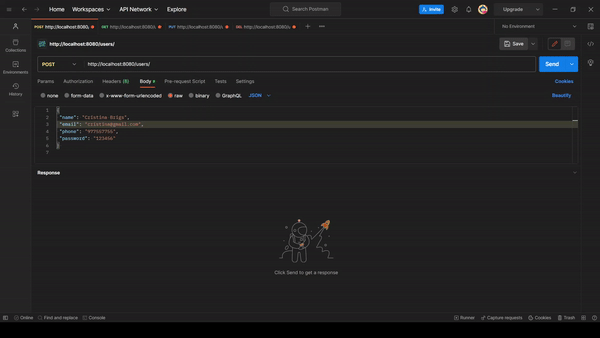 Home Workspaces API Network Explore Search Postman Invite Upgrade
POST http://localhost:8080/ GET http://localhost:8080/ PUT http://localhost:8080/ DEL http://localhost:8080/ No Environment
http://localhost:8080/users/ Save
POST http://localhost:8080/users/ Send
Params Authorization Headers (8) Body Pre-request Script Tests Settings Cookies
none form-data x-www-form-urlencoded raw binary GraphQL JSON Beautify
1 {
2 "name": "Cristina Brigo",
3 "email": "cristina@gmail.com",
4 "phone":
5 "password": "123456"
6 }
7
Response
Click Send to get a response
Collections
Environments
History
Online Find and replace Console Runner Capture requests Cookies Trash